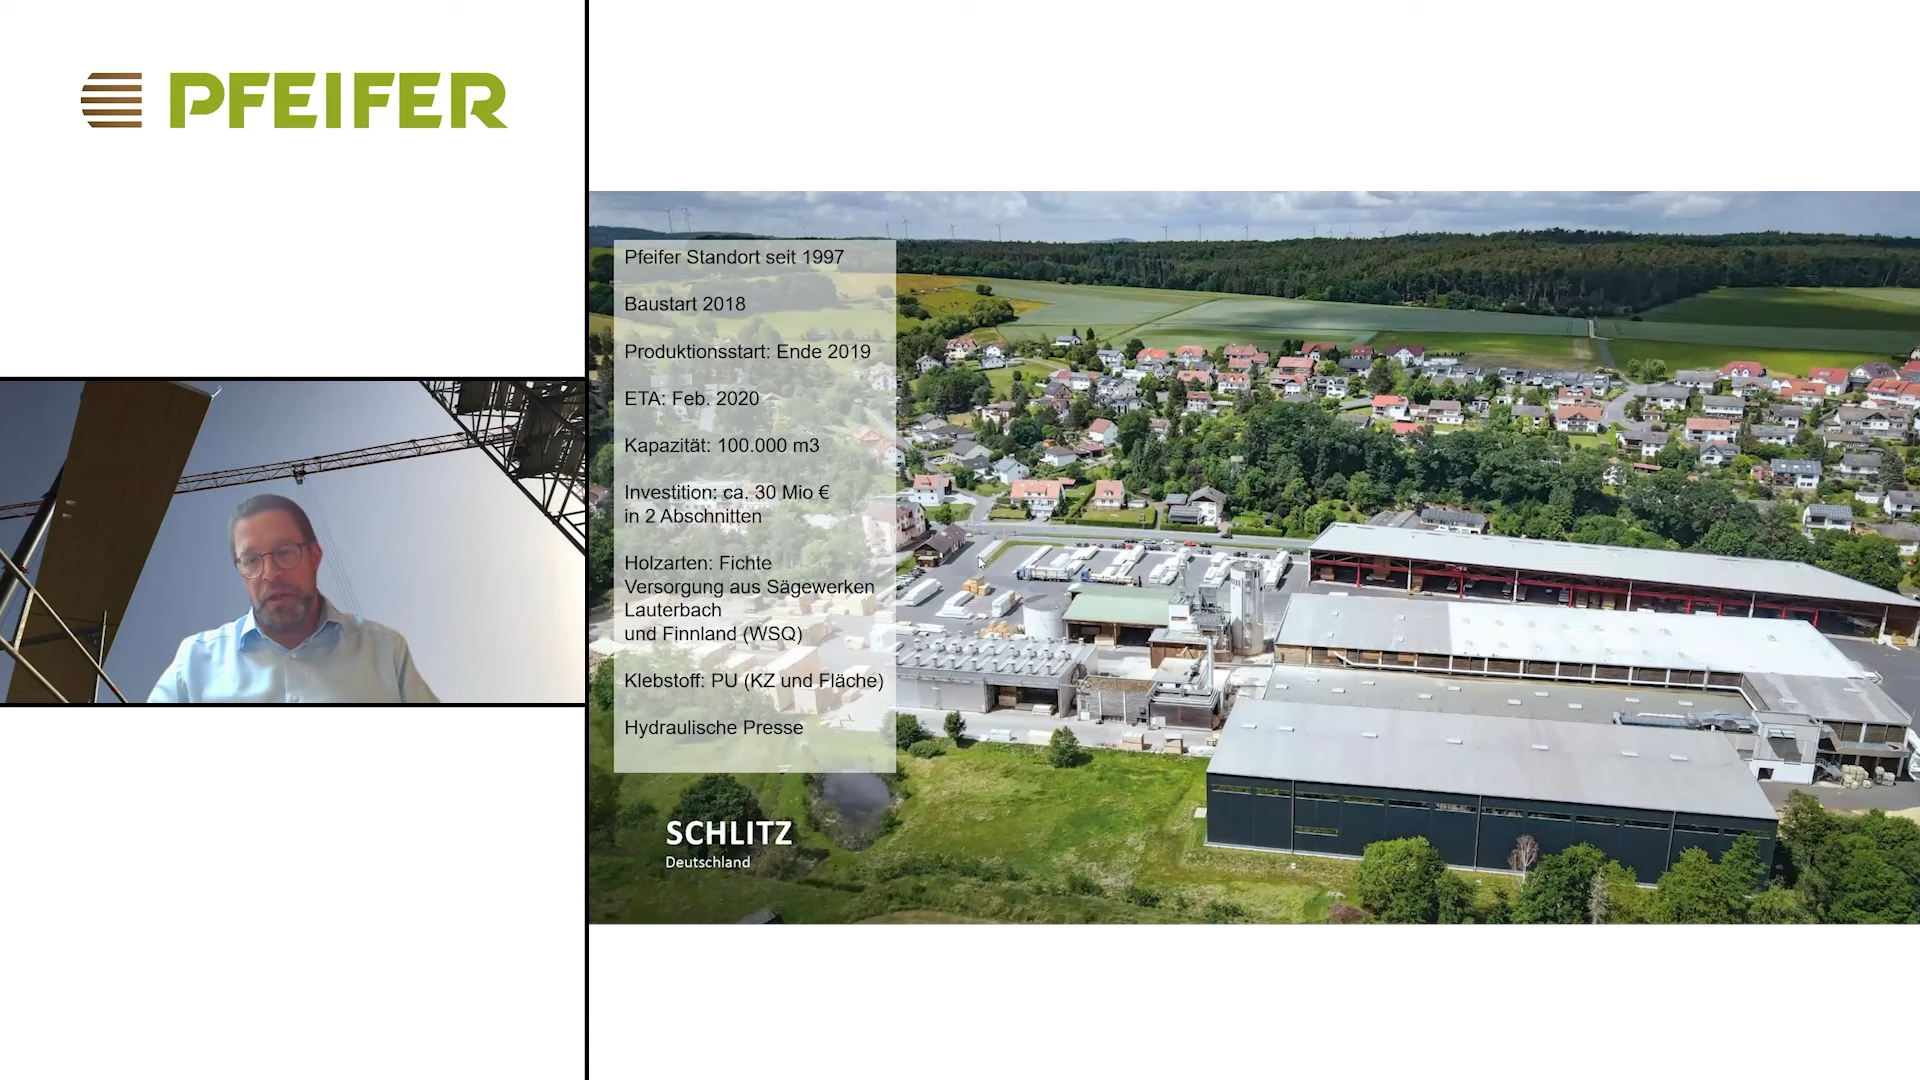 PFEIFER
Pfeifer Standort seit 1997
Baustart 2018
Produktionsstart: Ende 2019
ETA: Feb. 2020
Kapazität: 100.000 m3
Investition: ca. 30 Mio €
in 2 Abschnitten
Holzarten: Fichte
Versorgung aus Sägewerken
Lauterbach
und Finnland (WSQ)
Klebstoff: PU (KZ und Fläche)
Hydraulische Presse
SCHLITZ
Deutschland